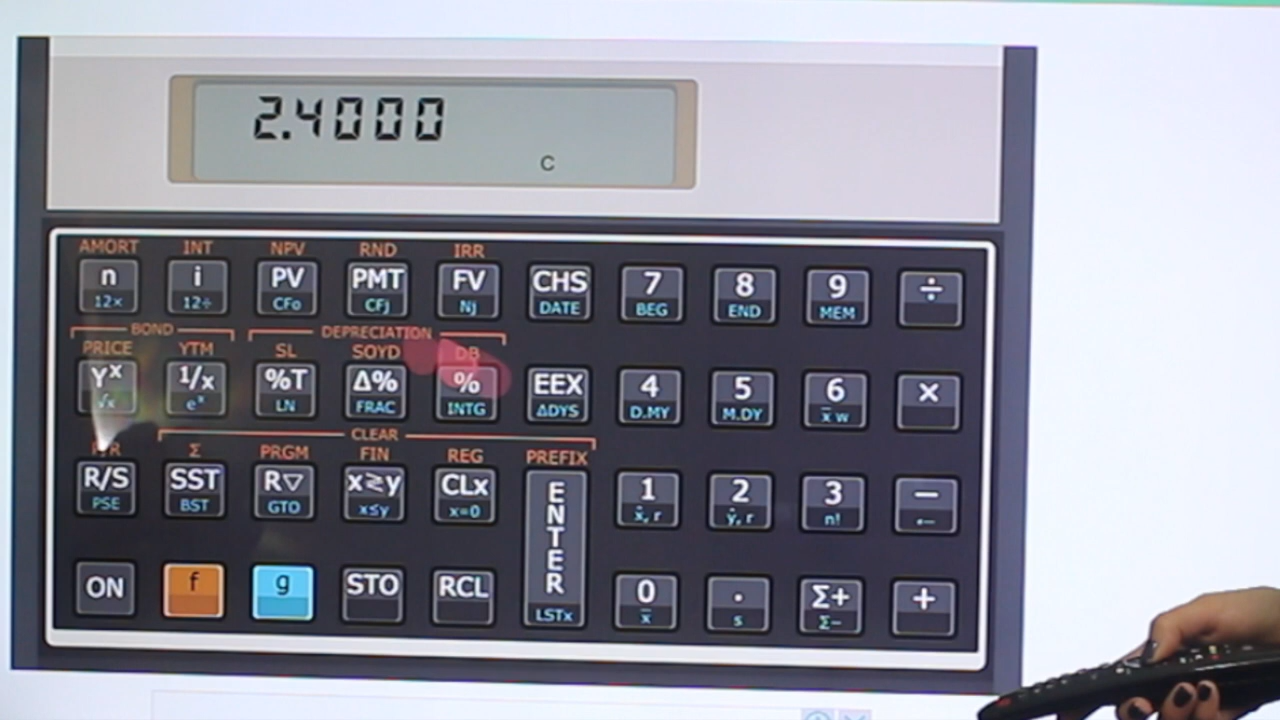 2.4000
C
AMORT INT NPV RND IRR
n i PV PMT FV CHS 7 8 9 ÷
12× 12÷ CFo CFj Nj DATE BEG END MEM
BOND DEPRECIATION
PRICE YTM SL SOYD DB
Yˣ 1/x %T Δ% % EEX 4 5 6 ×
√x eˣ LN FRAC INTG ΔDYS D.MY M.DY x̄ w
CLEAR
Σ PRGM FIN REG PREFIX
R/S SST R▽ x≷y CLx ENTER 1 2 3 −
PSE BST GTO x≤y x=0 x̂, r ŷ, r n!
ON f g STO RCL 0 . Σ+ +
LSTx x̄ s Σ−